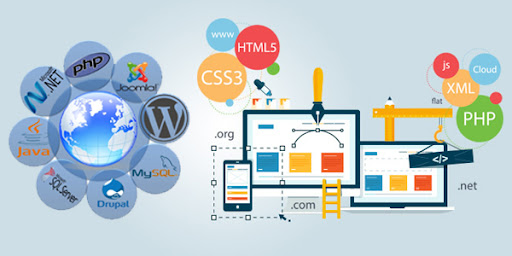 Microsoft
.NET
php
Joomla!
W
MySQL
Drupal
SQL Server
Java
www
HTML5
CSS3
.org
.com
js
Cloud
XML
flat
PHP
</>
.net